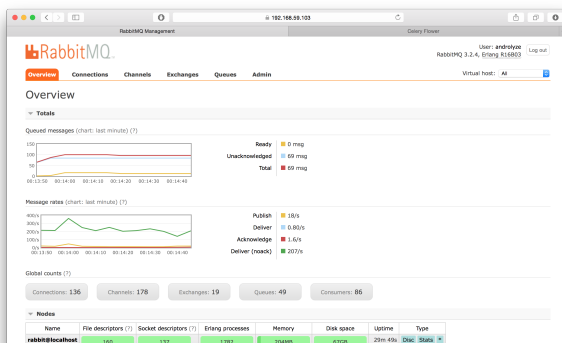 192.168.59.103
RabbitMQ Management
Celery Flower
RabbitMQ
User: androlyze
Log out
RabbitMQ 3.2.4, Erlang R16B03
Overview Connections Channels Exchanges Queues Admin
Virtual host: All
Overview
Totals
Queued messages (chart: last minute) (?)
150
100
50
0
00:13:50 00:14:00 00:14:10 00:14:20 00:14:30 00:14:40
Ready 0 msg
Unacknowledged 69 msg
Total 69 msg
Message rates (chart: last minute) (?)
400/s
300/s
200/s
100/s
0/s
00:13:50 00:14:00 00:14:10 00:14:20 00:14:30 00:14:40
Publish 18/s
Deliver 0.80/s
Acknowledge 1.6/s
Deliver (noack) 207/s
Global counts (?)
Connections: 136 Channels: 178 Exchanges: 19 Queues: 49 Consumers: 86
Nodes
Name File descriptors (?) Socket descriptors (?) Erlang processes Memory Disk space Uptime Type
rabbit@localhost 160 137 1782 204MB 67GB 29m 49s Disc Stats *